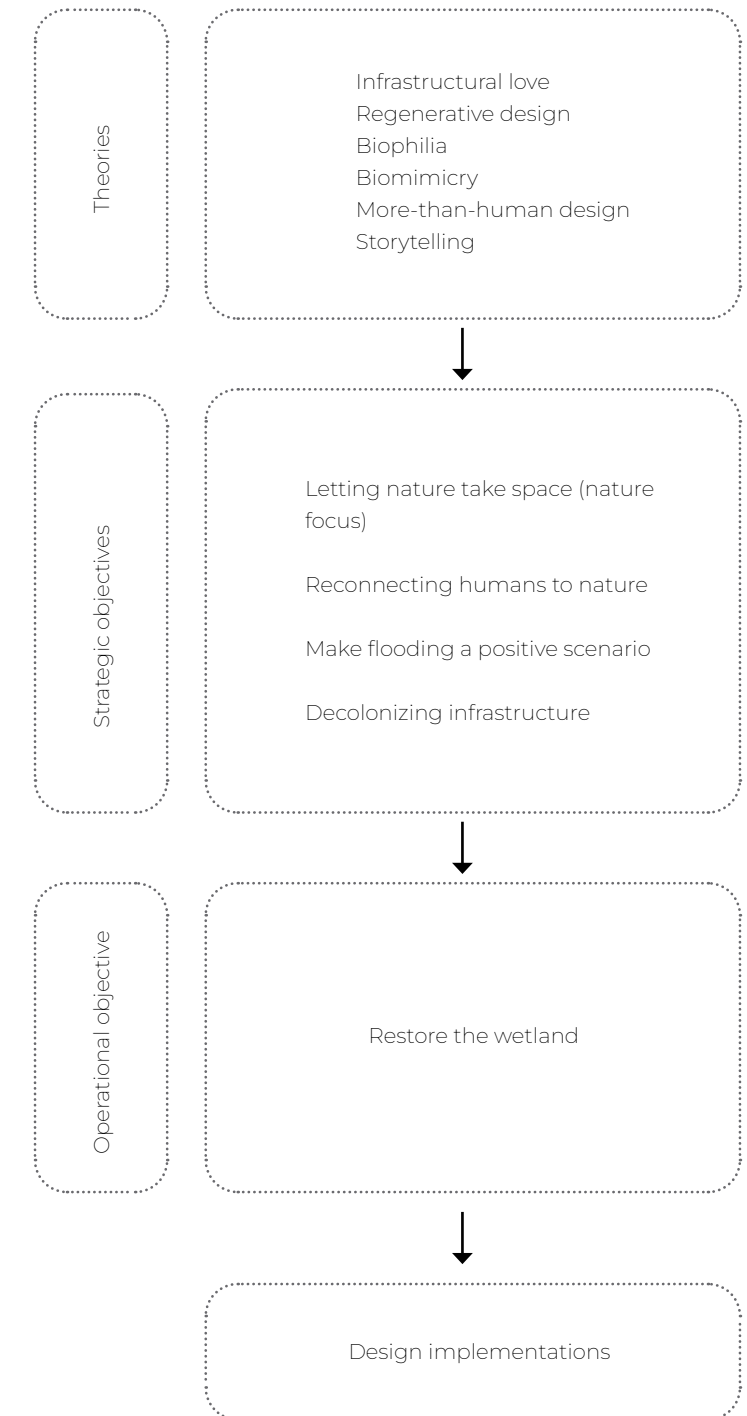 Theories
Infrastructural love
Regenerative design
Biophilia
Biomimicry
More-than-human design
Storytelling
Strategic objectives
Letting nature take space (nature
focus)
Reconnecting humans to nature
Make flooding a positive scenario
Decolonizing infrastructure
Operational objective
Restore the wetland
Design implementations